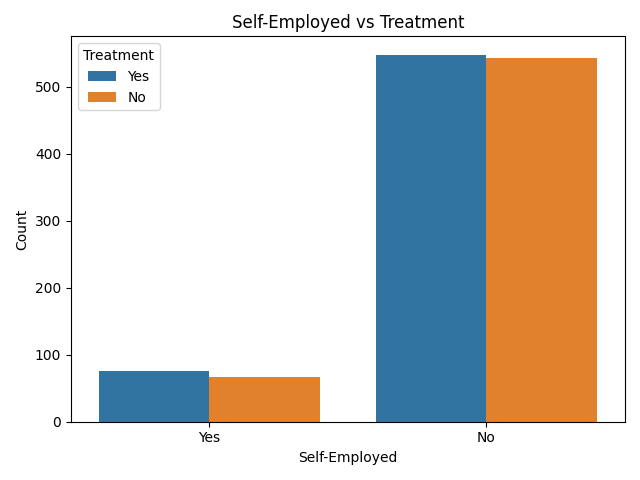 Self-Employed vs Treatment
Treatment
Yes
No
500
400
300
200
100
0
Count
Yes No
Self-Employed